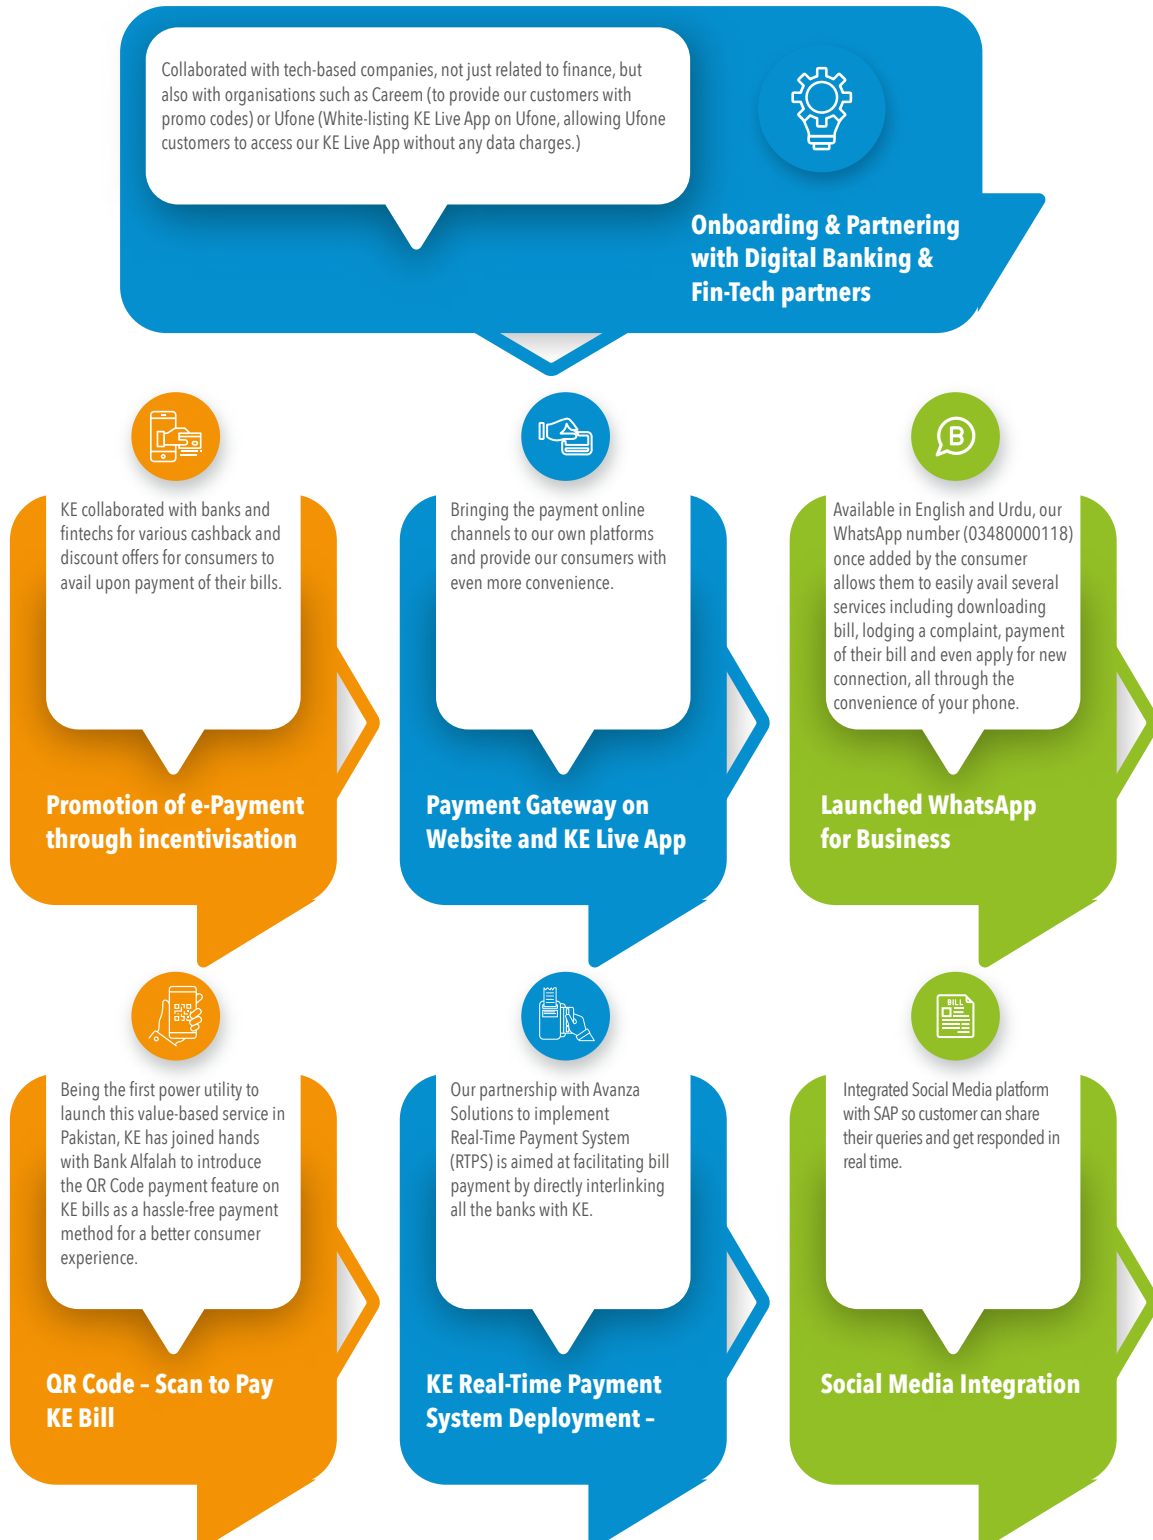 Collaborated with tech-based companies, not just related to finance, but
also with organisations such as Careem (to provide our customers with
promo codes) or Ufone (White-listing KE Live App on Ufone, allowing Ufone
customers to access our KE Live App without any data charges.)
Onboarding & Partnering
with Digital Banking &
Fin-Tech partners
KE collaborated with banks and
fintechs for various cashback and
discount offers for consumers to
avail upon payment of their bills.
Promotion of e-Payment
through incentivisation
Bringing the payment online
channels to our own platforms
and provide our consumers with
even more convenience.
Payment Gateway on
Website and KE Live App
B
Available in English and Urdu, our
WhatsApp number (03480000118)
once added by the consumer
allows them to easily avail several
services including downloading
bill, lodging a complaint, payment
of their bill and even apply for new
connection, all through the
convenience of your phone.
Launched WhatsApp
for Business
Being the first power utility to
launch this value-based service in
Pakistan, KE has joined hands
with Bank Alfalah to introduce
the QR Code payment feature on
KE bills as a hassle-free payment
method for a better consumer
experience.
QR Code – Scan to Pay
KE Bill
Our partnership with Avanza
Solutions to implement
Real-Time Payment System
(RTPS) is aimed at facilitating bill
payment by directly interlinking
all the banks with KE.
KE Real-Time Payment
System Deployment –
BILL
Integrated Social Media platform
with SAP so customer can share
their queries and get responded in
real time.
Social Media Integration